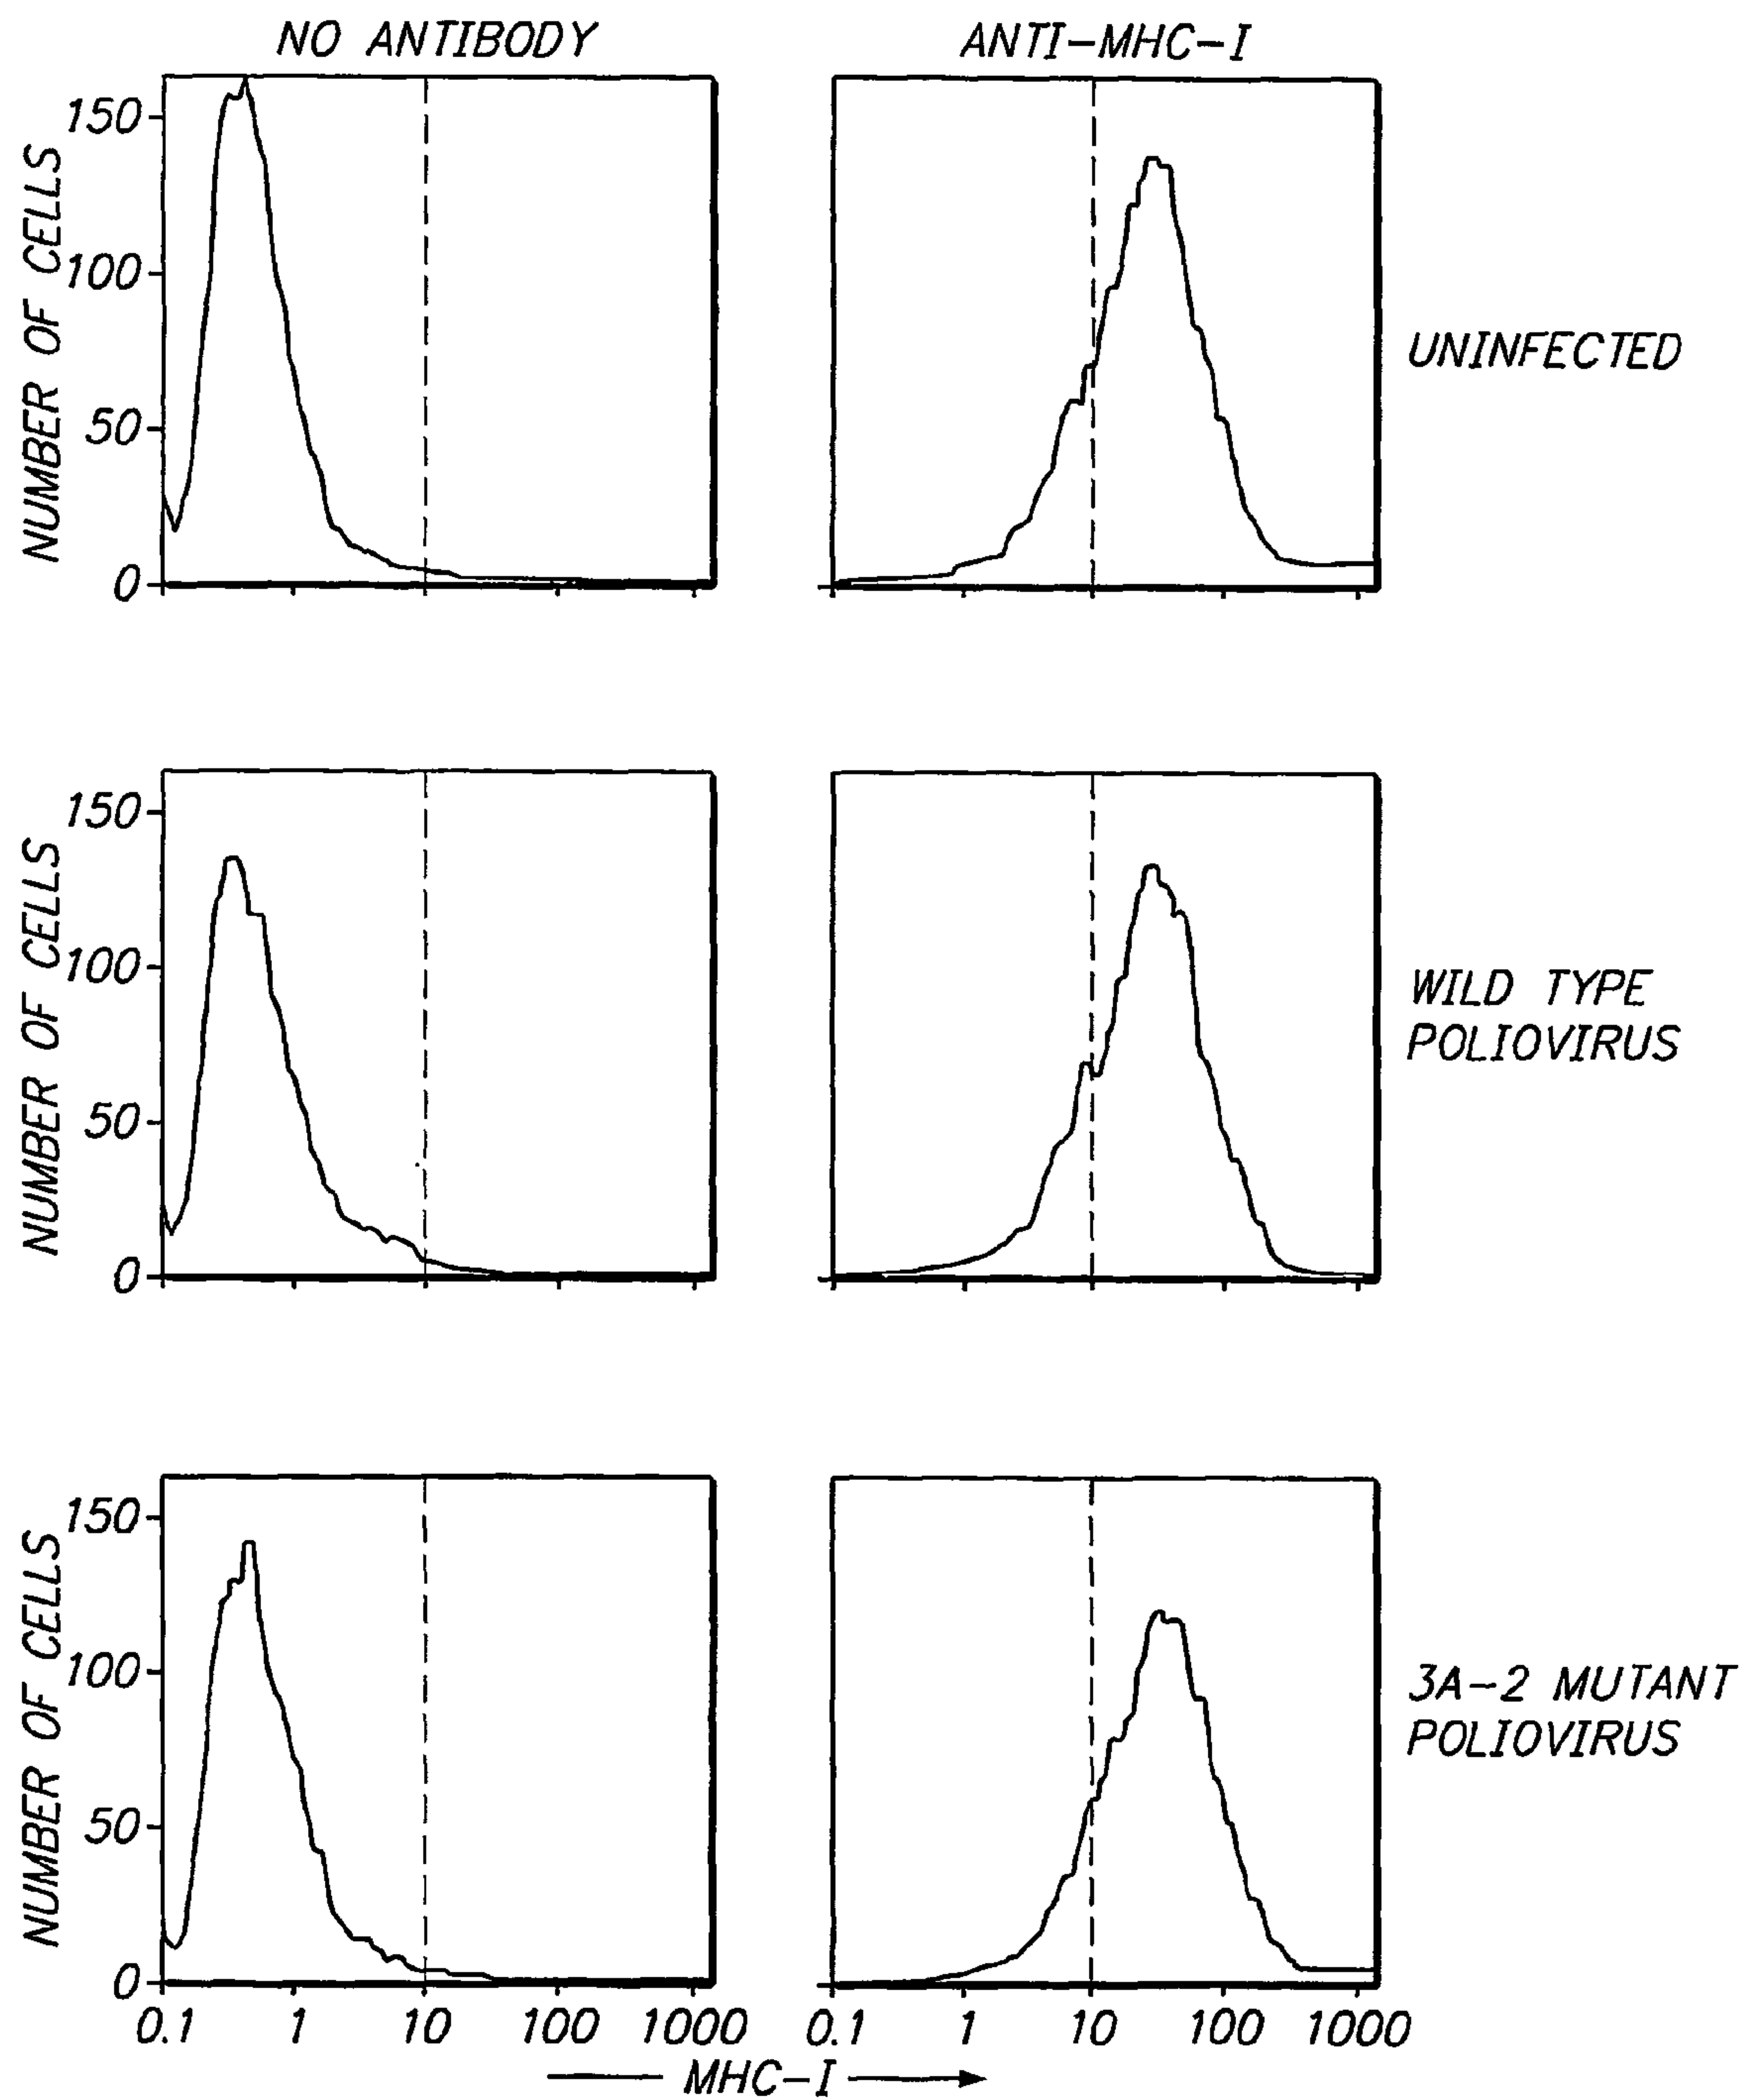 NO ANTIBODY
ANTI-MHC-I
NUMBER OF CELLS
150
100
50
0
UNINFECTED
NUMBER OF CELLS
150
100
50
0
WILD TYPE
POLIOVIRUS
NUMBER OF CELLS
150
100
50
0
3A-2 MUTANT
POLIOVIRUS
0.1 1 10 100 1000
0.1 1 10 100 1000
MHC-I